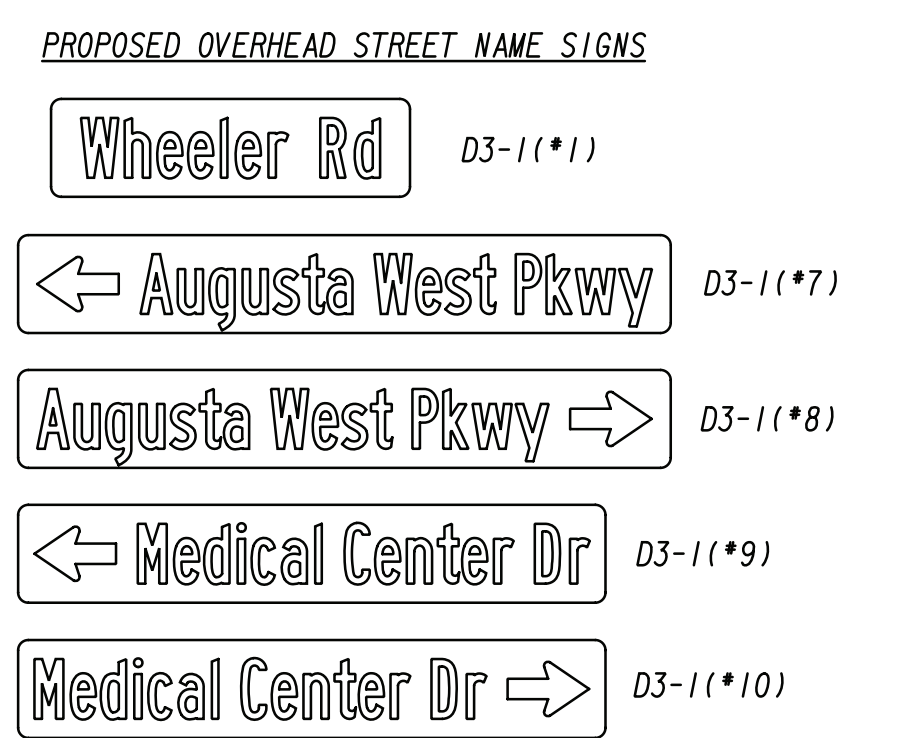 PROPOSED OVERHEAD STREET NAME SIGNS
Wheeler Rd D3-1(#1)
Augusta West Pkwy D3-1(#7)
Augusta West Pkwy D3-1(#8)
Medical Center Dr D3-1(#9)
Medical Center Dr D3-1(#10)